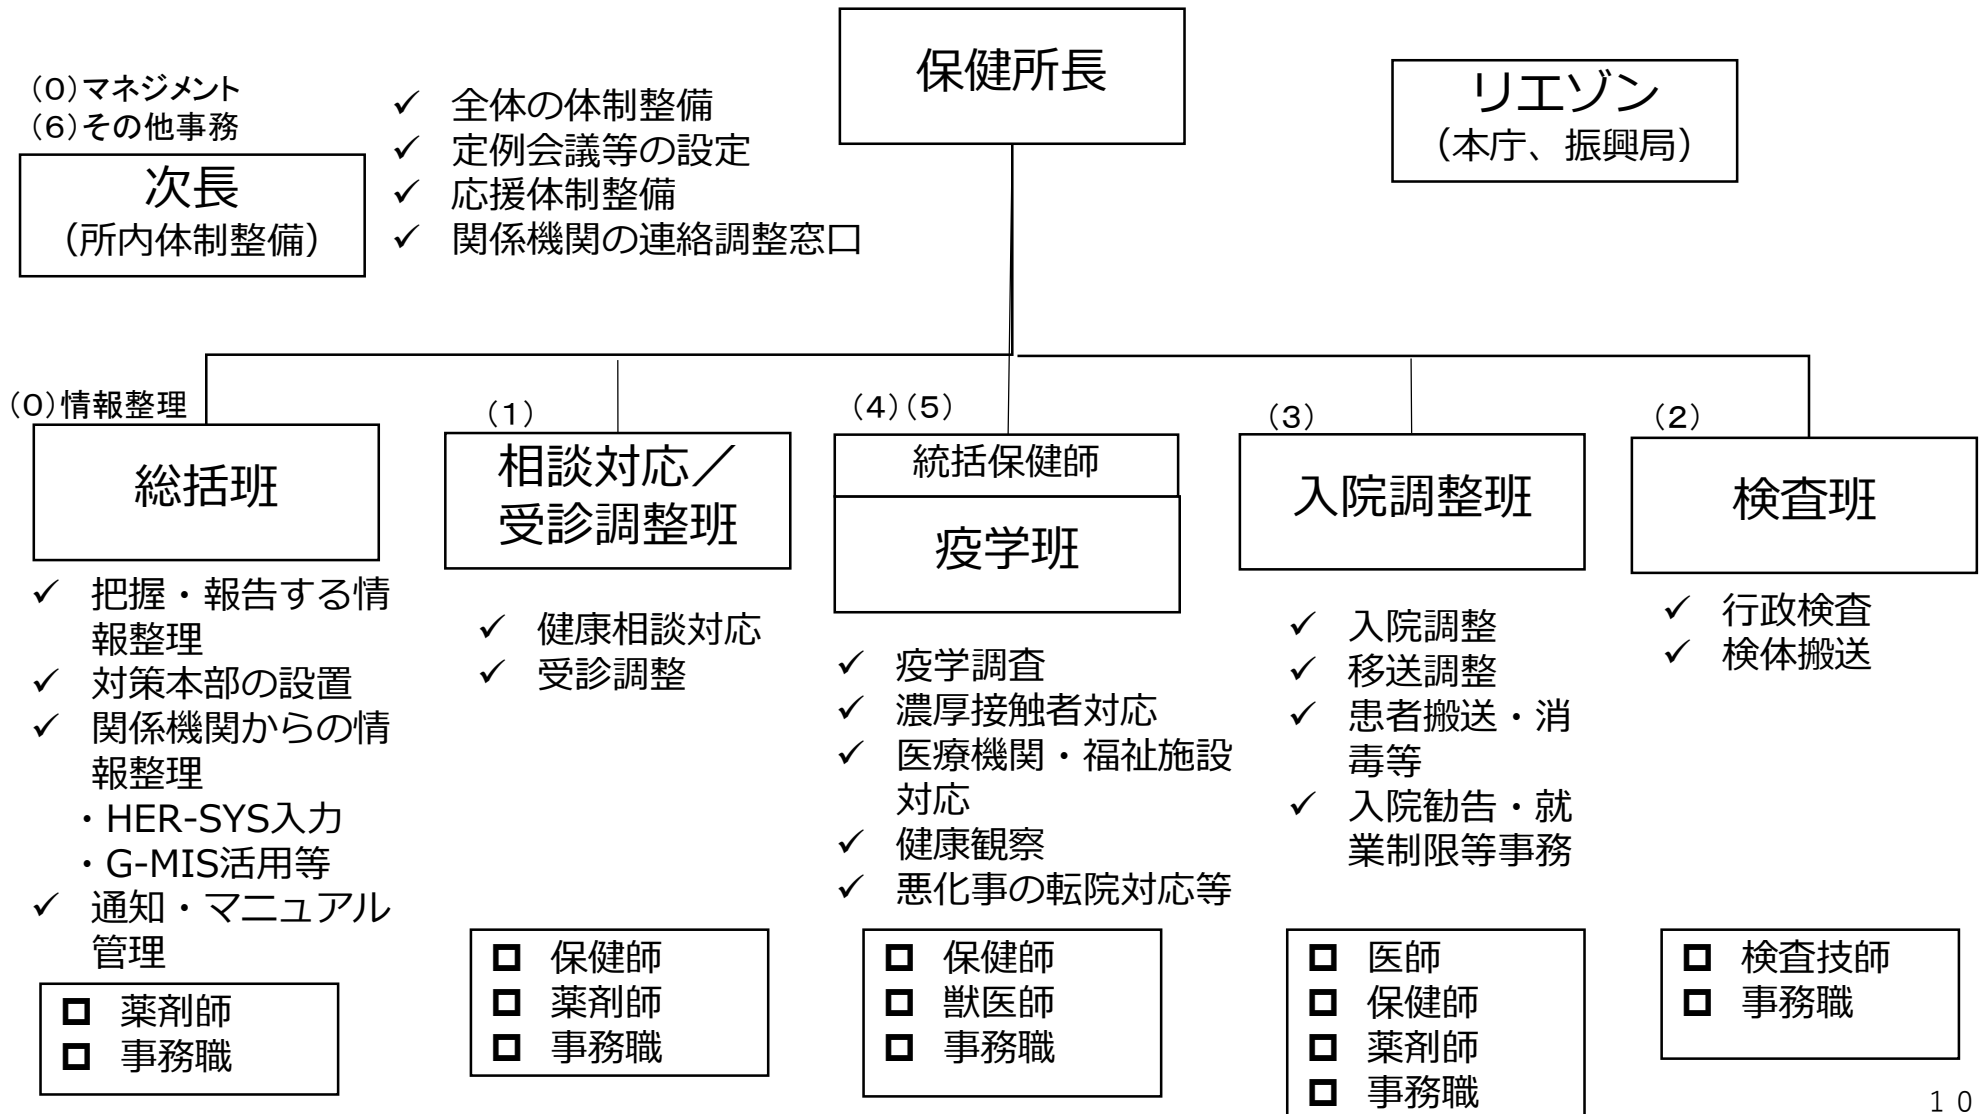 保健所長
リエゾン
（本庁、振興局）
（０）マネジメント
（６）その他事務
次長
（所内体制整備）
✓ 全体の体制整備
✓ 定例会議等の設定
✓ 応援体制整備
✓ 関係機関の連絡調整窓口
（０）情報整理
総括班
✓ 把握・報告する情
報整理
✓ 対策本部の設置
✓ 関係機関からの情
報整理
・HER-SYS入力
・G-MIS活用等
✓ 通知・マニュアル
管理
薬剤師
事務職
（１）
相談対応／
受診調整班
✓ 健康相談対応
✓ 受診調整
保健師
薬剤師
事務職
（４）（５）
統括保健師
疫学班
✓ 疫学調査
✓ 濃厚接触者対応
✓ 医療機関・福祉施設
対応
✓ 健康観察
✓ 悪化事の転院対応等
保健師
獣医師
事務職
（３）
入院調整班
✓ 入院調整
✓ 移送調整
✓ 患者搬送・消
毒等
✓ 入院勧告・就
業制限等事務
医師
保健師
薬剤師
事務職
（２）
検査班
✓ 行政検査
✓ 検体搬送
検査技師
事務職
１０